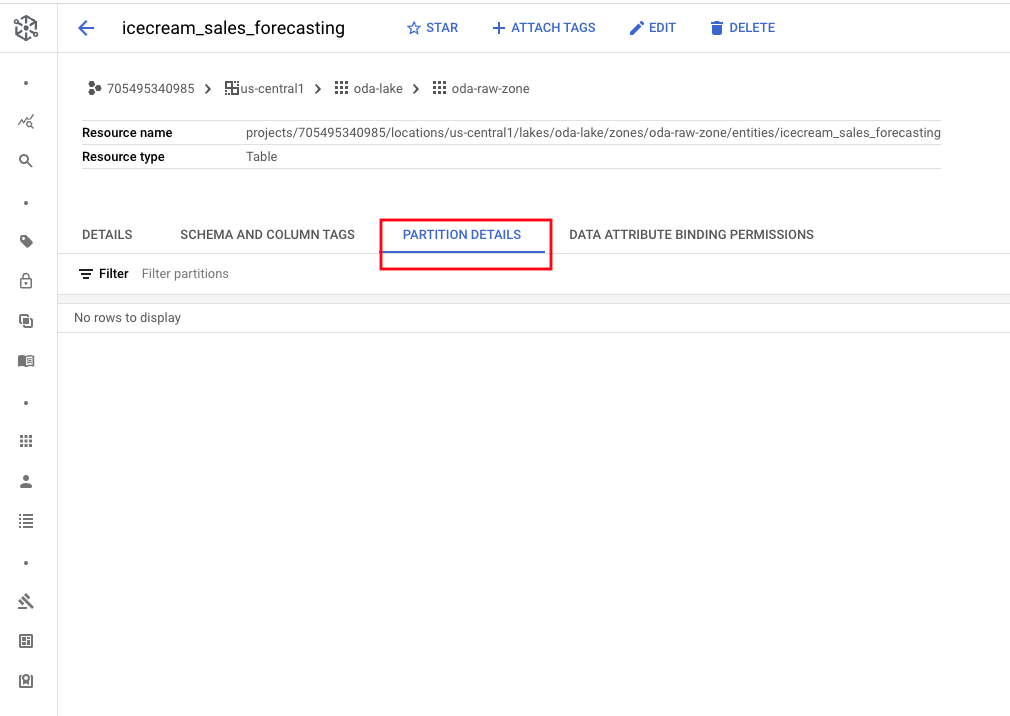 icecream_sales_forecasting
STAR
ATTACH TAGS
EDIT
DELETE
705495340985 us-central1 oda-lake oda-raw-zone
Resource name projects/705495340985/locations/us-central1/lakes/oda-lake/zones/oda-raw-zone/entities/icecream_sales_forecasting
Resource type Table
DETAILS SCHEMA AND COLUMN TAGS PARTITION DETAILS DATA ATTRIBUTE BINDING PERMISSIONS
Filter Filter partitions
No rows to display